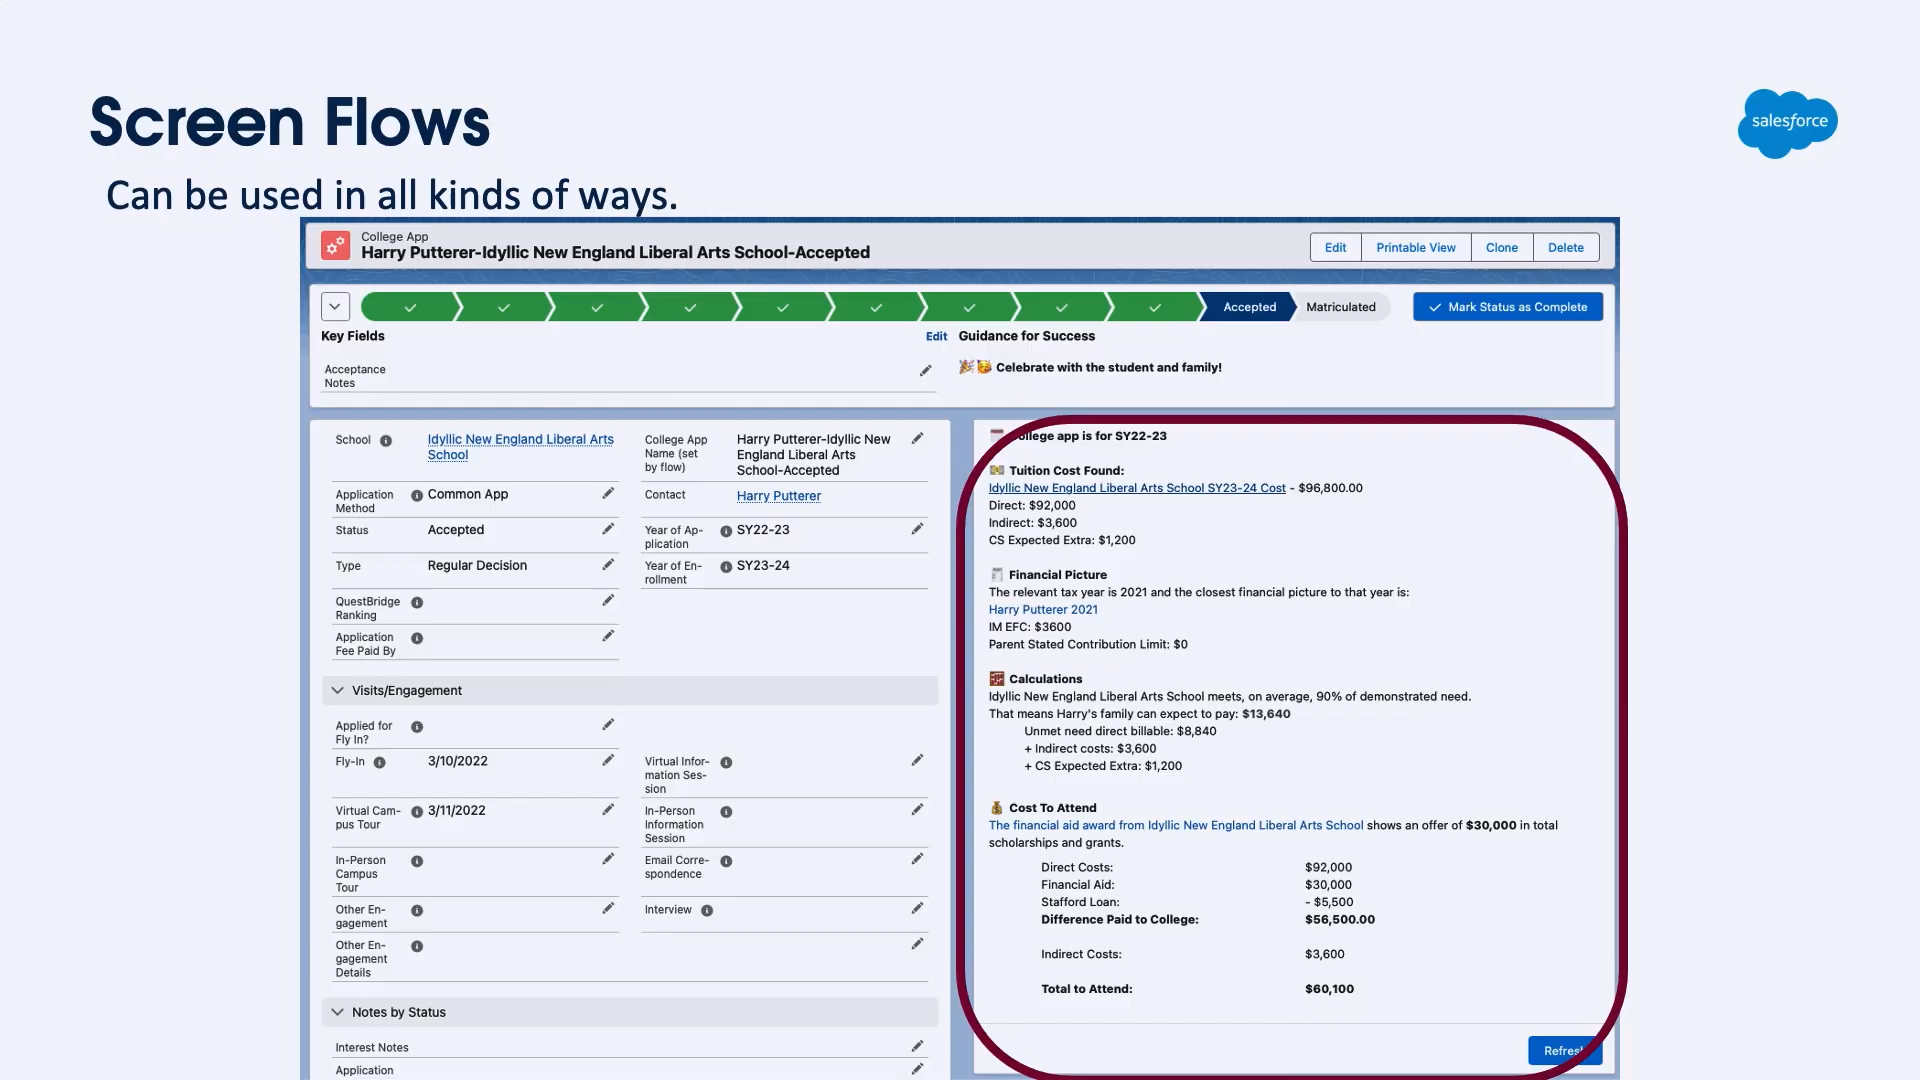 Screen Flows
salesforce
Can be used in all kinds of ways.
College App
Harry Putterer-Idyllic New England Liberal Arts School-Accepted
Edit
Printable View
Clone
Delete
Accepted
Matriculated
Mark Status as Complete
Key Fields
Edit
Guidance for Success
Acceptance
Notes
Celebrate with the student and family!
School
Idyllic New England Liberal Arts
School
College App
Name (set
by flow)
Harry Putterer-Idyllic New
England Liberal Arts
School-Accepted
Application
Method
Common App
Contact
Harry Putterer
Status
Accepted
Year of Ap-
plication
SY22-23
Type
Regular Decision
Year of En-
rollment
SY23-24
QuestBridge
Ranking
Application
Fee Paid By
Visits/Engagement
Applied for
Fly In?
Fly-In
3/10/2022
Virtual Infor-
mation Ses-
sion
Virtual Cam-
pus Tour
3/11/2022
In-Person
Information
Session
In-Person
Campus
Tour
Email Corre-
spondence
Other En-
gagement
Interview
Other En-
gagement
Details
Notes by Status
Interest Notes
Application
app is for SY22-23
Tuition Cost Found:
Idyllic New England Liberal Arts School SY23-24 Cost - $96,800.00
Direct: $92,000
Indirect: $3,600
CS Expected Extra: $1,200
Financial Picture
The relevant tax year is 2021 and the closest financial picture to that year is:
Harry Putterer 2021
IM EFC: $3600
Parent Stated Contribution Limit: $0
Calculations
Idyllic New England Liberal Arts School meets, on average, 90% of demonstrated need.
That means Harry's family can expect to pay: $13,640
Unmet need direct billable: $8,840
+ Indirect costs: $3,600
+ CS Expected Extra: $1,200
Cost To Attend
The financial aid award from Idyllic New England Liberal Arts School shows an offer of $30,000 in total
scholarships and grants.
Direct Costs: $92,000
Financial Aid: $30,000
Stafford Loan: - $5,500
Difference Paid to College: $56,500.00
Indirect Costs: $3,600
Total to Attend: $60,100